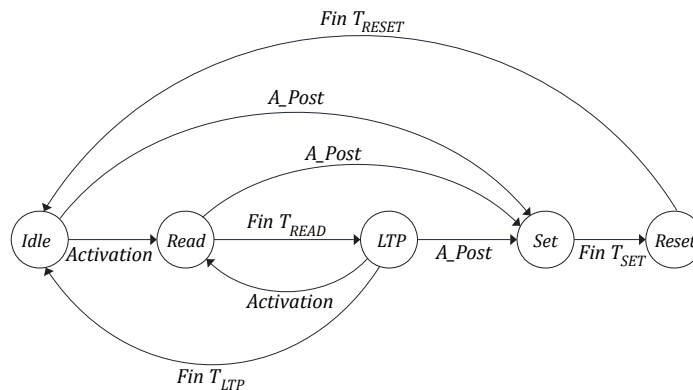 Fin T_RESET
A_Post
A_Post
Idle
Activation
Read
Fin T_READ
LTP
A_Post
Set
Fin T_SET
Reset
Activation
Fin T_LTP